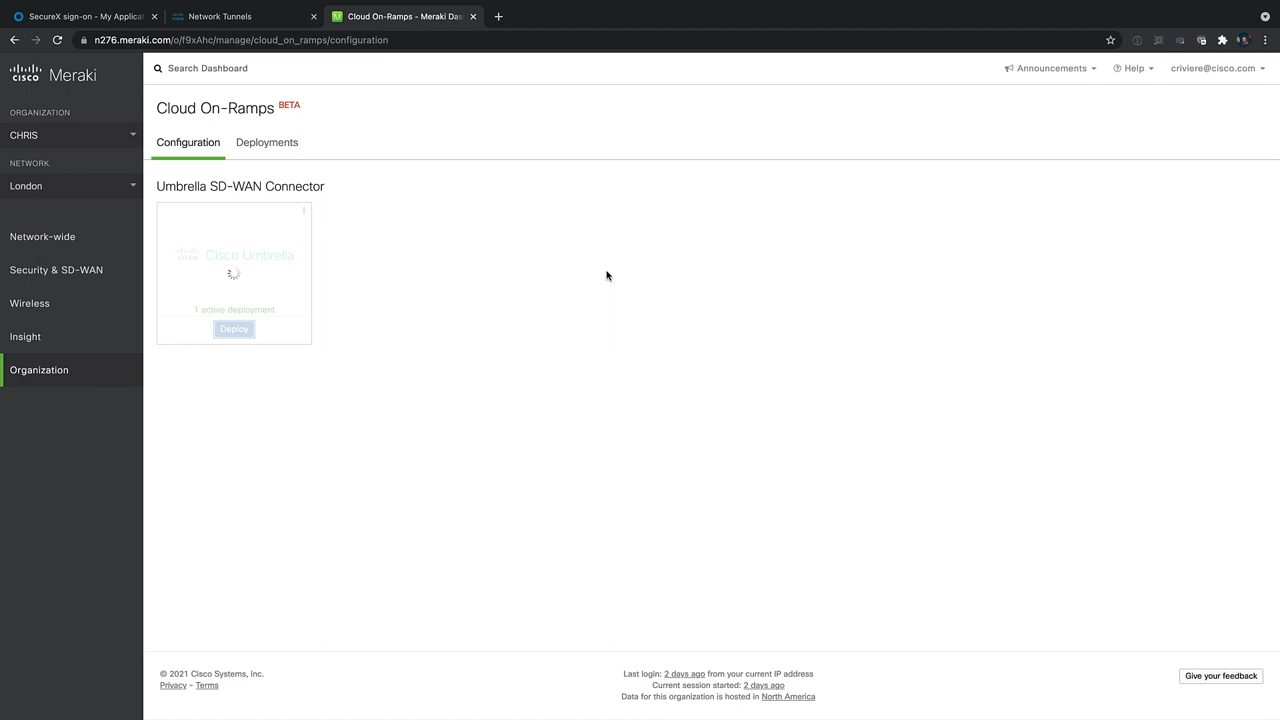 SecureX sign-on - My Applicat
Network Tunnels
Cloud On-Ramps - Meraki Das
n276.meraki.com/o/f9xAhc/manage/cloud_on_ramps/configuration
cisco Meraki
Search Dashboard
Announcements
Help
criviere@cisco.com
ORGANIZATION
CHRIS
NETWORK
London
Network-wide
Security & SD-WAN
Wireless
Insight
Organization
Cloud On-Ramps BETA
Configuration
Deployments
Umbrella SD-WAN Connector
cisco Cisco Umbrella
1 active deployment
Deploy
© 2021 Cisco Systems, Inc.
Privacy - Terms
Last login: 2 days ago from your current IP address
Current session started: 2 days ago
Data for this organization is hosted in North America
Give your feedback